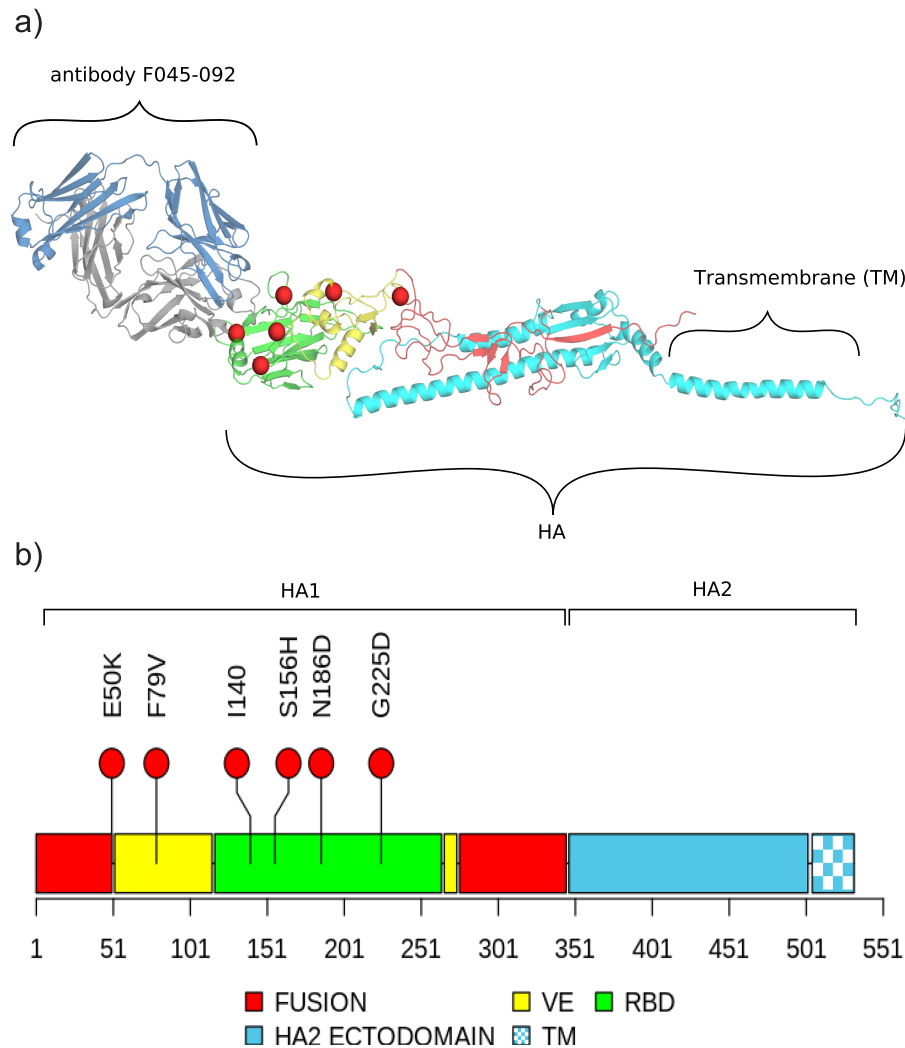 a)
antibody F045-092
Transmembrane (TM)
HA
b)
HA1
HA2
E50K
F79V
I140
S156H
N186D
G225D
1 51 101 151 201 251 301 351 401 451 501 551
FUSION VE RBD
HA2 ECTODOMAIN TM